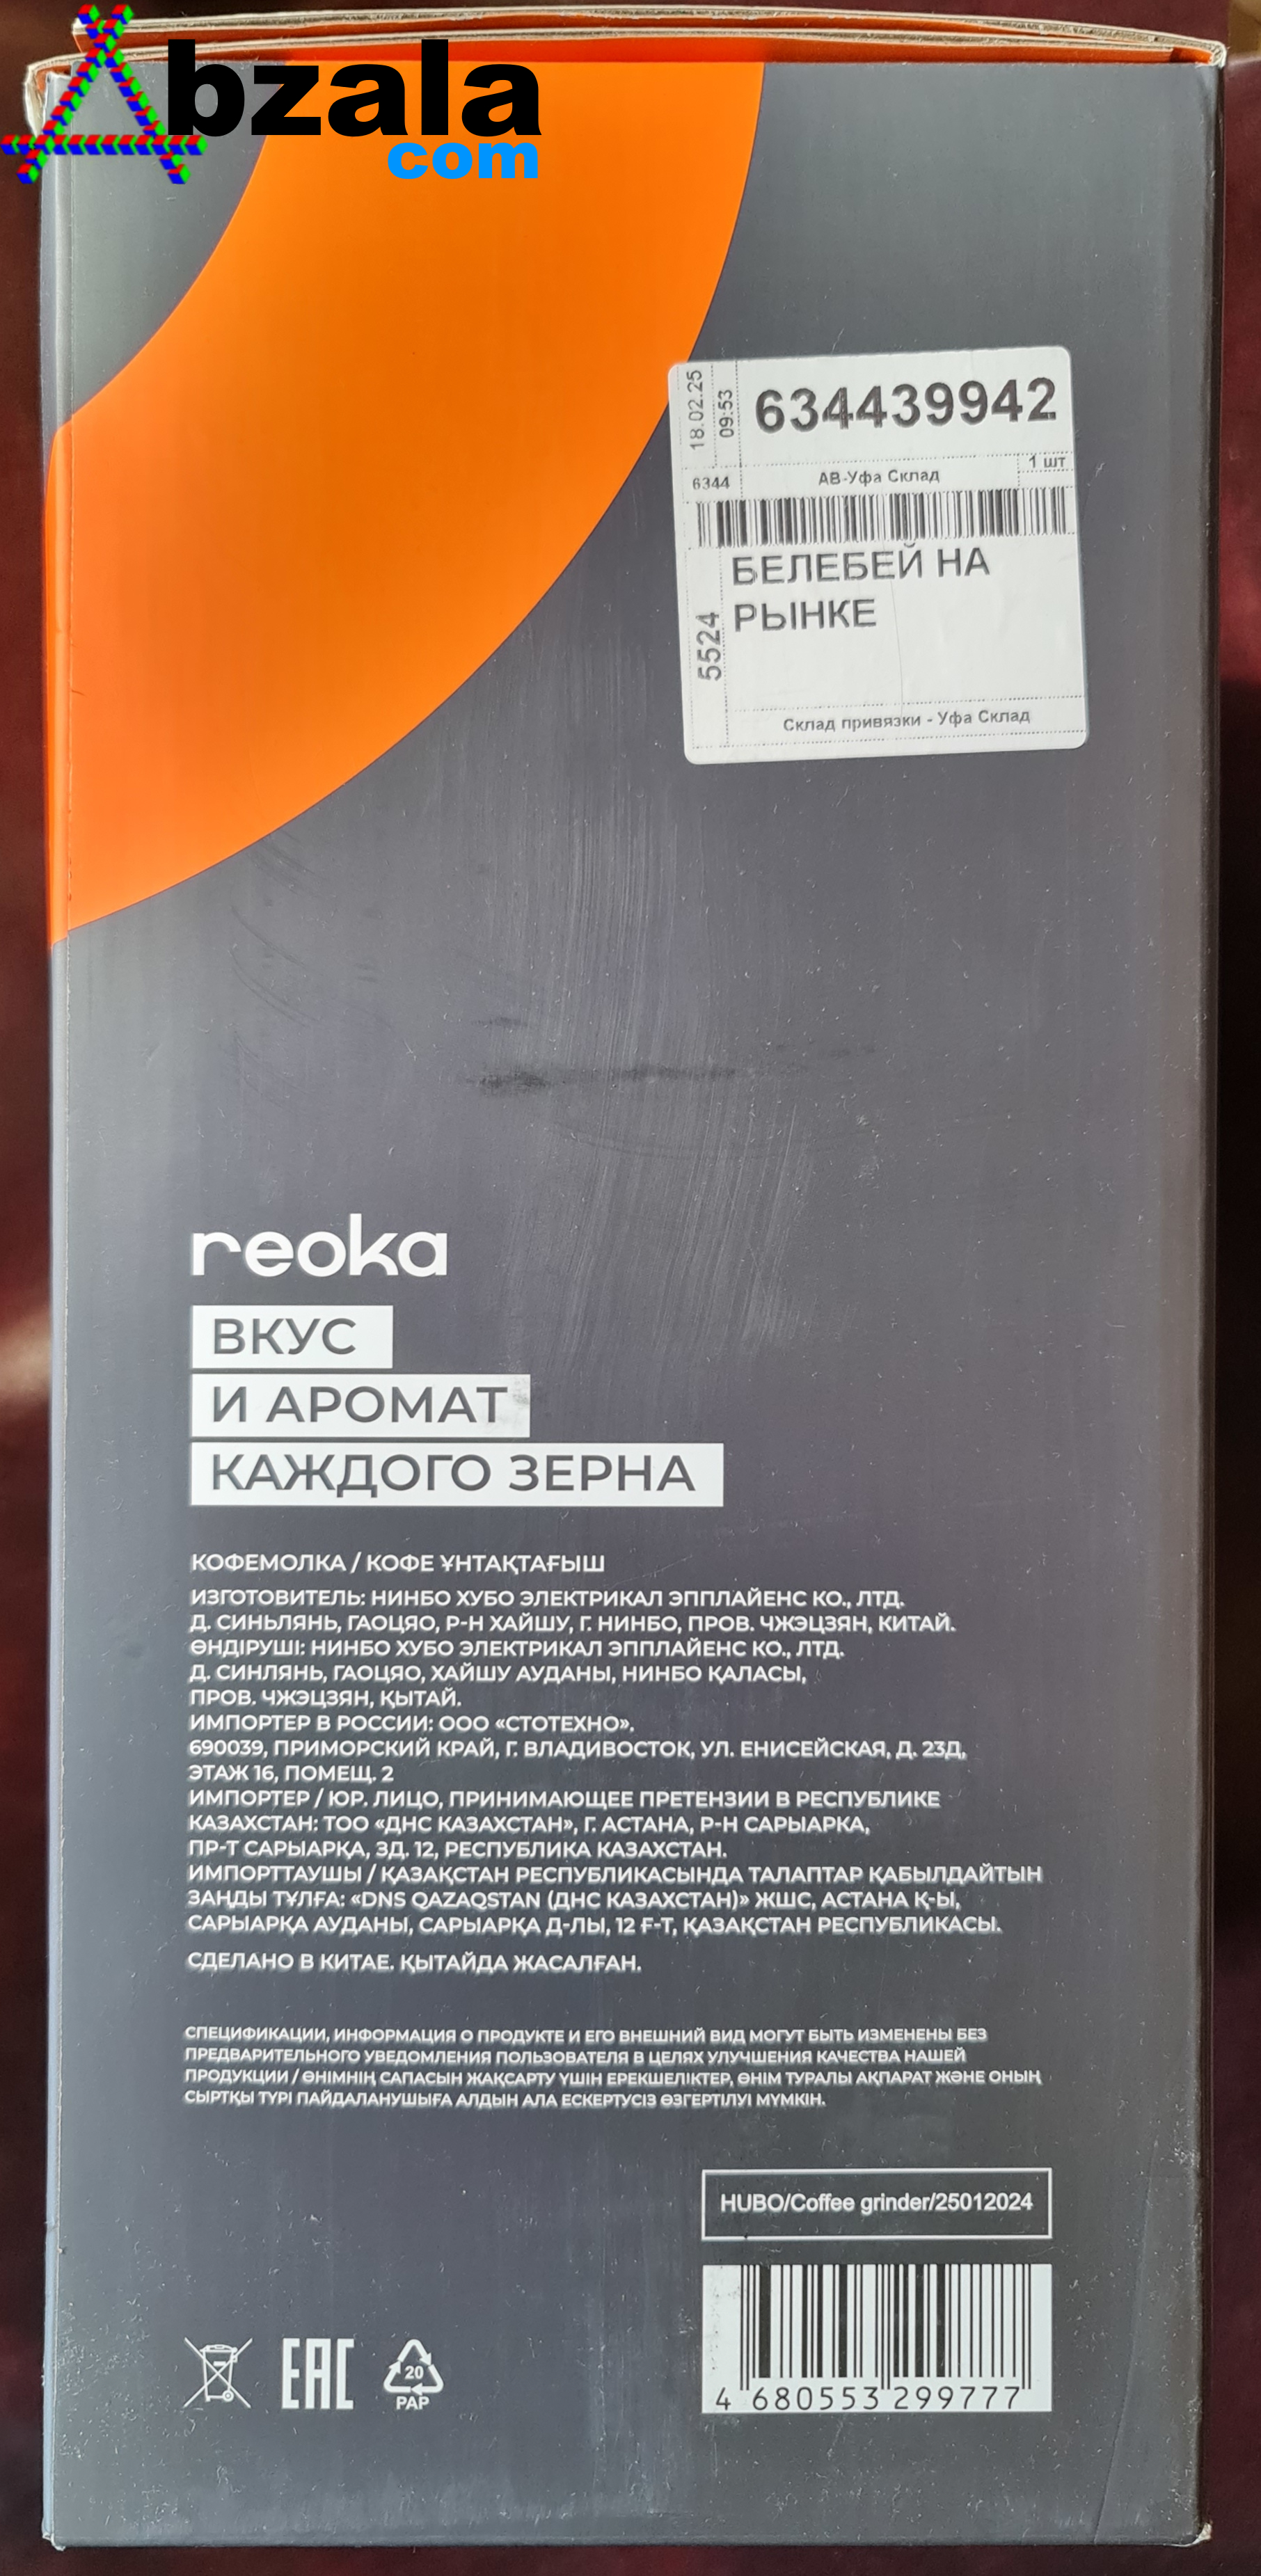 Abzala
com
18.02.25
09:53
634439942
6344
АВ-Уфа Склад
1 шт
БЕЛЕБЕЙ НА
РЫНКЕ
5524
Склад привязки - Уфа Склад
reoka
ВКУС
И АРОМАТ
КАЖДОГО ЗЕРНА
КОФЕМОЛКА / КОФЕ ҰНТАҚТАҒЫШ
ИЗГОТОВИТЕЛЬ: НИНБО ХУБО ЭЛЕКТРИКАЛ ЭППЛАЙЕНС КО., ЛТД.
Д. СИНЬЛЯНЬ, ГАОЦЯО, Р-Н ХАЙШУ, Г. НИНБО, ПРОВ. ЧЖЭЦЗЯН, КИТАЙ.
ӨНДІРУШІ: НИНБО ХУБО ЭЛЕКТРИКАЛ ЭППЛАЙЕНС КО., ЛТД.
Д. СИНЛЯНЬ, ГАОЦЯО, ХАЙШУ АУДАНЫ, НИНБО ҚАЛАСЫ,
ПРОВ. ЧЖЭЦЗЯН, ҚЫТАЙ.
ИМПОРТЕР В РОССИИ: ООО «СТОТЕХНО».
690039, ПРИМОРСКИЙ КРАЙ, Г. ВЛАДИВОСТОК, УЛ. ЕНИСЕЙСКАЯ, Д. 23Д,
ЭТАЖ 16, ПОМЕЩ. 2
ИМПОРТЕР / ЮР. ЛИЦО, ПРИНИМАЮЩЕЕ ПРЕТЕНЗИИ В РЕСПУБЛИКЕ
КАЗАХСТАН: ТОО «ДНС КАЗАХСТАН», Г. АСТАНА, Р-Н САРЫАРКА,
ПР-Т САРЫАРҚА, ЗД. 12, РЕСПУБЛИКА КАЗАХСТАН.
ИМПОРТТАУШЫ / ҚАЗАҚСТАН РЕСПУБЛИКАСЫНДА ТАЛАПТАР ҚАБЫЛДАЙТЫН
ЗАҢДЫ ТҰЛҒА: «DNS QAZAQSTAN (ДНС КАЗАХСТАН)» ЖШС, АСТАНА Қ-Ы,
САРЫАРҚА АУДАНЫ, САРЫАРҚА Д-ЛЫ, 12 Ғ-Т, ҚАЗАҚСТАН РЕСПУБЛИКАСЫ.
СДЕЛАНО В КИТАЕ. ҚЫТАЙДА ЖАСАЛҒАН.
СПЕЦИФИКАЦИИ, ИНФОРМАЦИЯ О ПРОДУКТЕ И ЕГО ВНЕШНИЙ ВИД МОГУТ БЫТЬ ИЗМЕНЕНЫ БЕЗ
ПРЕДВАРИТЕЛЬНОГО УВЕДОМЛЕНИЯ ПОЛЬЗОВАТЕЛЯ В ЦЕЛЯХ УЛУЧШЕНИЯ КАЧЕСТВА НАШЕЙ
ПРОДУКЦИИ / ӨНІМНІҢ САПАСЫН ЖАҚСАРТУ ҮШІН ЕРЕКШЕЛІКТЕР, ӨНІМ ТУРАЛЫ АҚПАРАТ ЖӘНЕ ОНЫҢ
СЫРТҚЫ ТҮРІ ПАЙДАЛАНУШЫҒА АЛДЫН АЛА ЕСКЕРТУСІЗ ӨЗГЕРТІЛУІ МҮМКІН.
HUBO/Coffee grinder/25012024
4 680553 299777
EAC
20
PAP